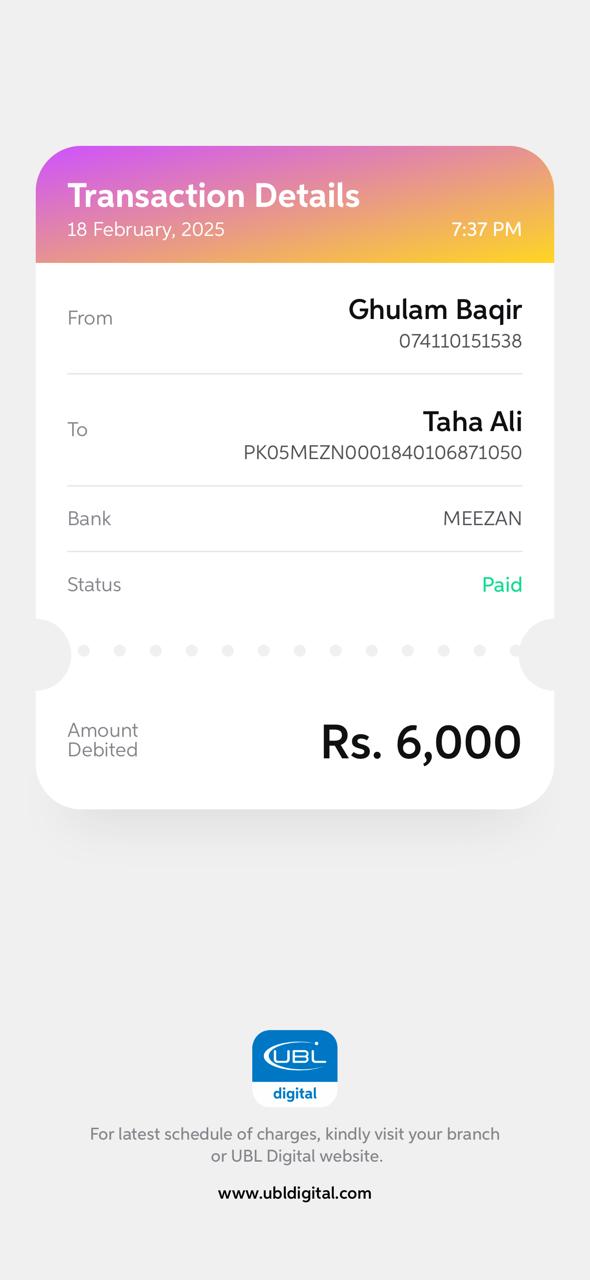 Transaction Details
18 February, 2025 7:37 PM
From Ghulam Baqir
074110151538
To Taha Ali
PK05MEZN0001840106871050
Bank MEEZAN
Status Paid
Amount
Debited Rs. 6,000
UBL
digital
For latest schedule of charges, kindly visit your branch
or UBL Digital website.
www.ubldigital.com